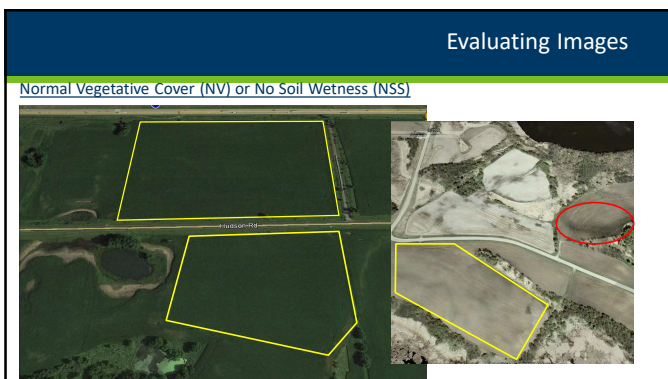 Evaluating Images
Normal Vegetative Cover (NV) or No Soil Wetness (NSS)
Hudson Rd